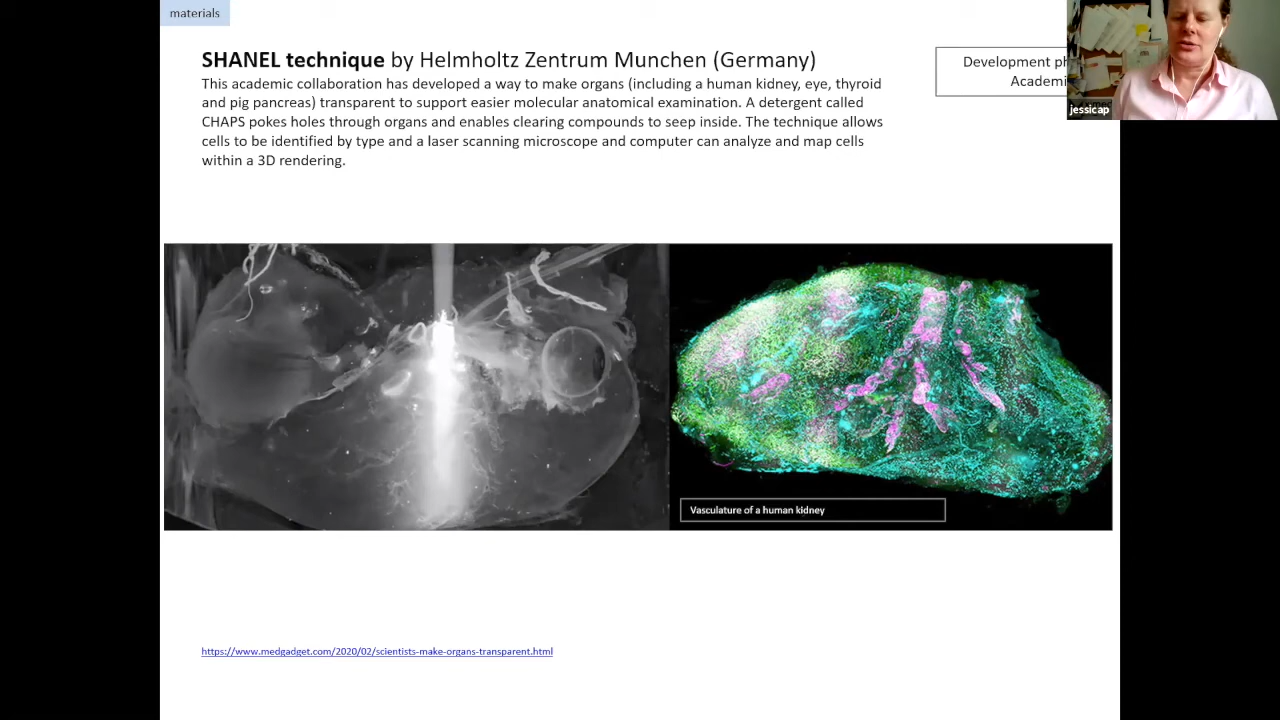 materials
SHANEL technique by Helmholtz Zentrum Munchen (Germany)
This academic collaboration has developed a way to make organs (including a human kidney, eye, thyroid
and pig pancreas) transparent to support easier molecular anatomical examination. A detergent called
CHAPS pokes holes through organs and enables clearing compounds to seep inside. The technique allows
cells to be identified by type and a laser scanning microscope and computer can analyze and map cells
within a 3D rendering.
Development
jessicap
Vasculature of a human kidney
https://www.medgadget.com/2020/02/scientists-make-organs-transparent.html